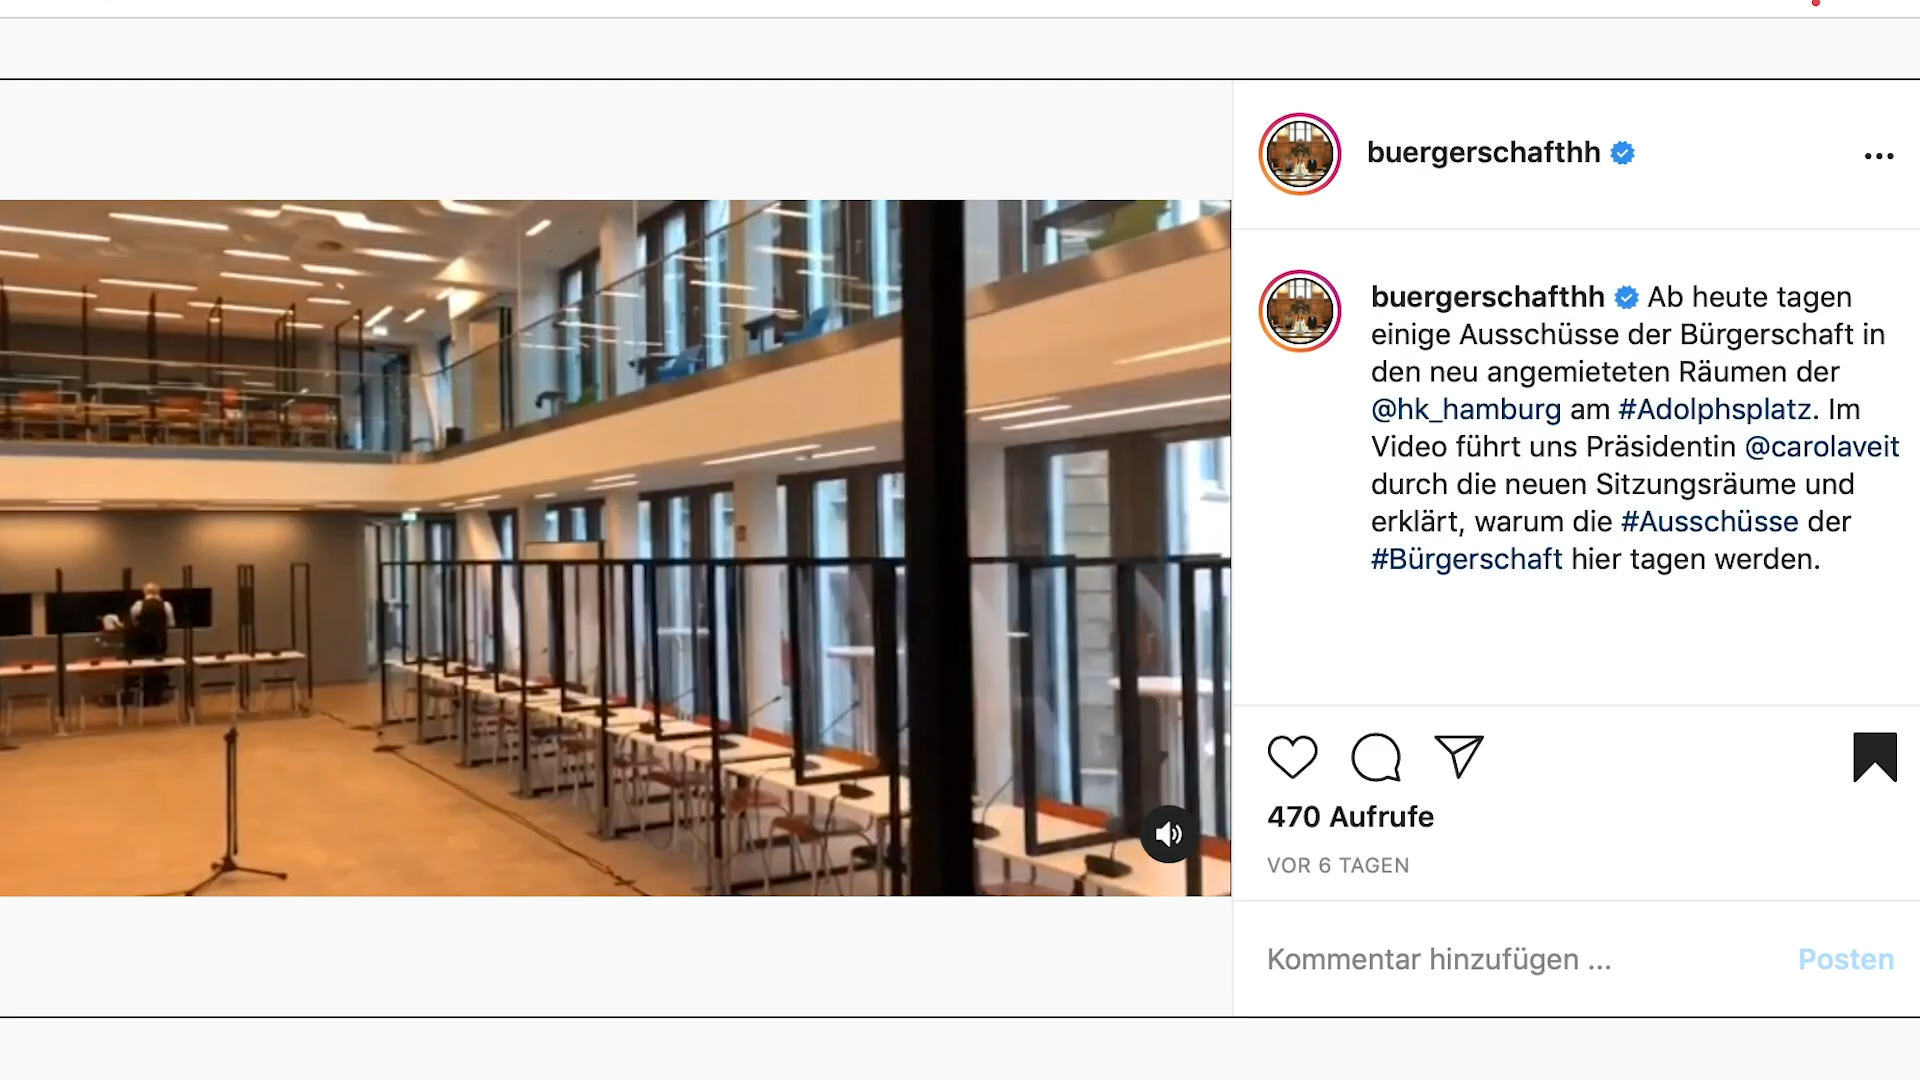 buergerschafthh
buergerschafthh Ab heute tagen
einige Ausschüsse der Bürgerschaft in
den neu angemieteten Räumen der
@hk_hamburg am #Adolphsplatz. Im
Video führt uns Präsidentin @carolaveit
durch die neuen Sitzungsräume und
erklärt, warum die #Ausschüsse der
#Bürgerschaft hier tagen werden.
470 Aufrufe
VOR 6 TAGEN
Kommentar hinzufügen ...
Posten